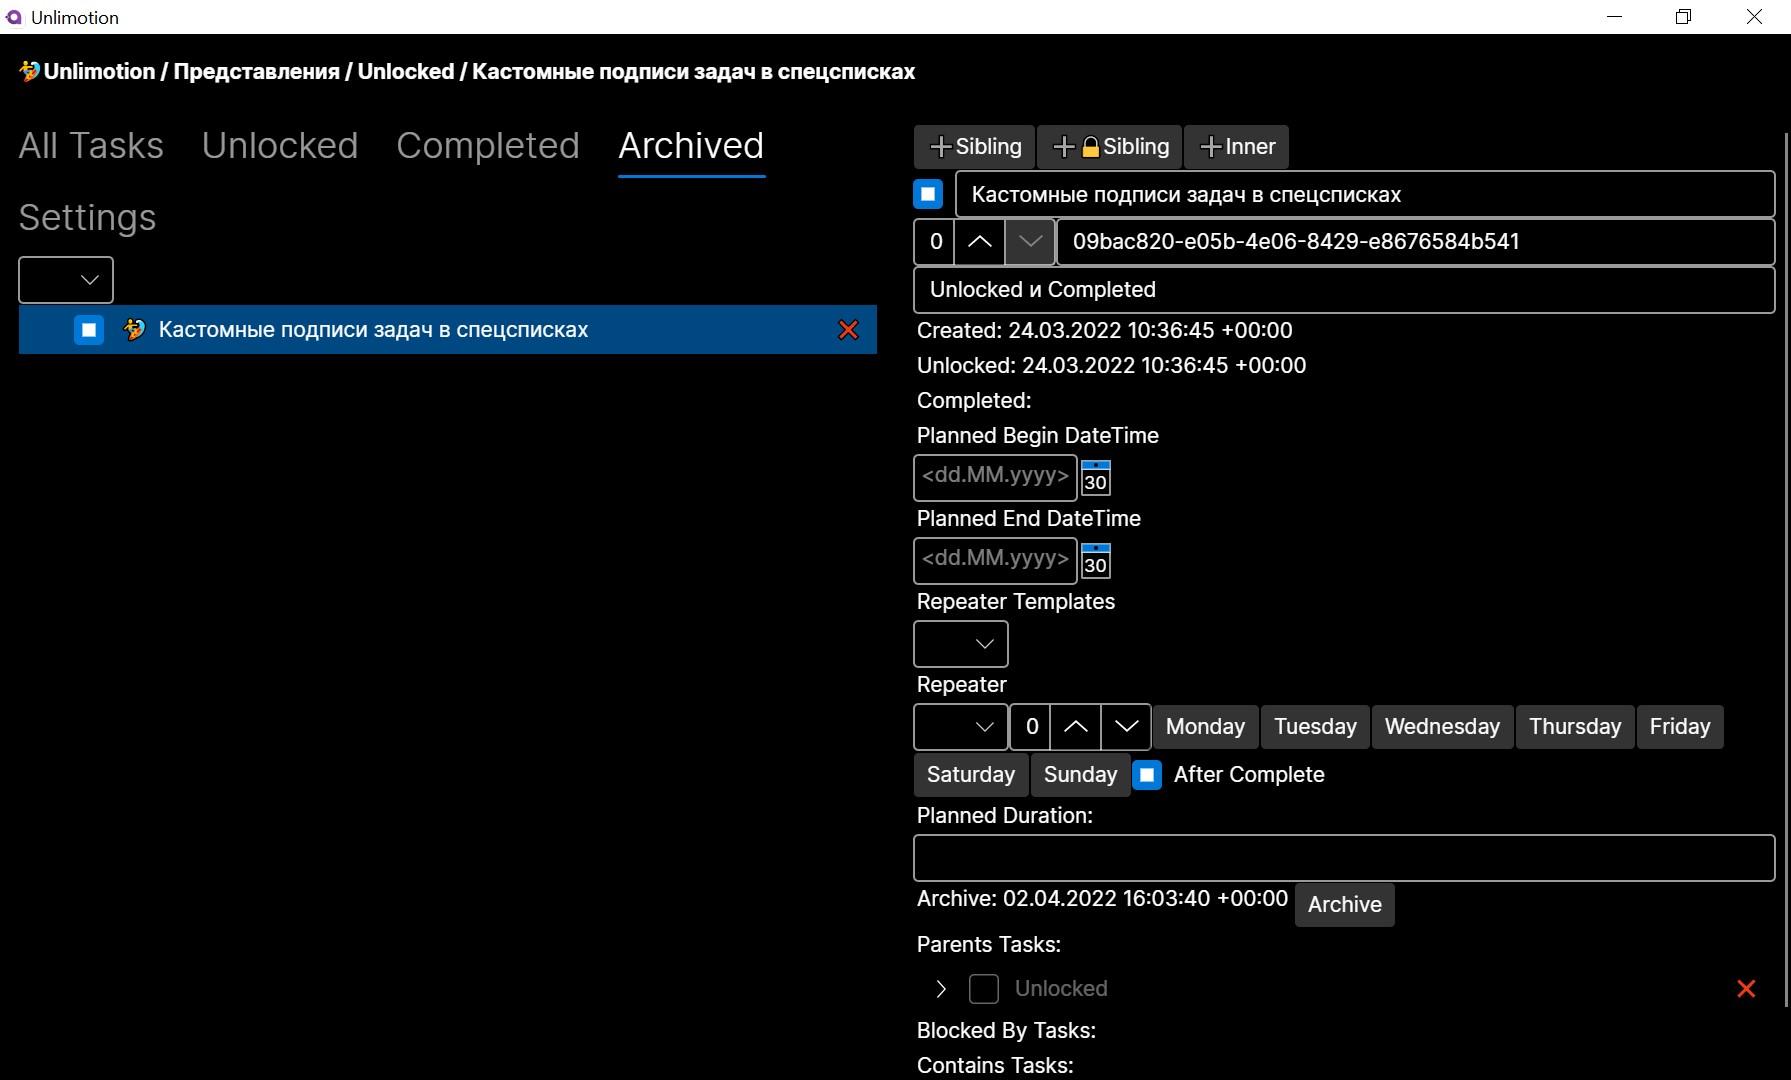 Unlimotion
Unlimotion / Представления / Unlocked / Кастомные подписи задач в спецсписках
All Tasks Unlocked Completed Archived
Settings
Кастомные подписи задач в спецсписках
Sibling Sibling Inner
Кастомные подписи задач в спецсписках
0 09bac820-e05b-4e06-8429-e8676584b541
Unlocked и Completed
Created: 24.03.2022 10:36:45 +00:00
Unlocked: 24.03.2022 10:36:45 +00:00
Completed:
Planned Begin DateTime
<dd.MM.yyyy> 30
Planned End DateTime
<dd.MM.yyyy> 30
Repeater Templates
Repeater
0 Monday Tuesday Wednesday Thursday Friday
Saturday Sunday After Complete
Planned Duration:
Archive: 02.04.2022 16:03:40 +00:00 Archive
Parents Tasks:
Unlocked
Blocked By Tasks:
Contains Tasks: